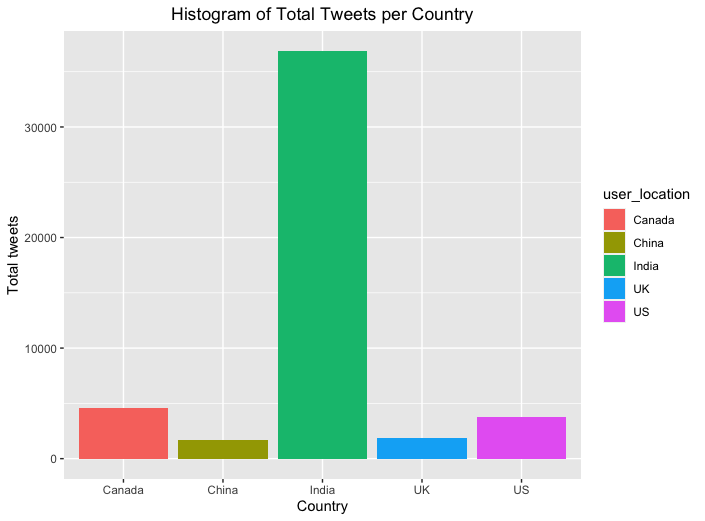 Histogram of Total Tweets per Country
Total tweets
30000
20000
10000
0
Canada China India UK US
Country
user_location
Canada
China
India
UK
US